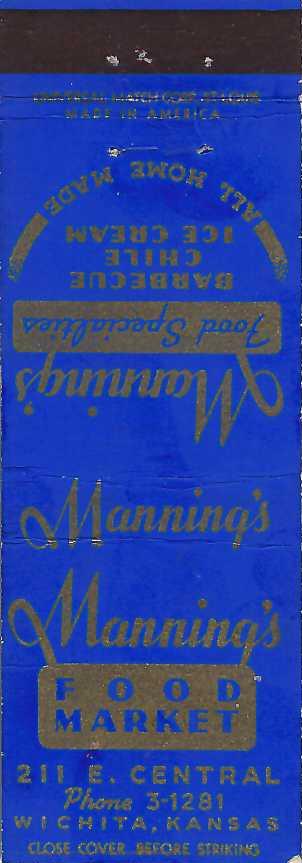 UNIVERSAL MATCH CORP., ST. LOUIS
MADE IN AMERICA
Manning's
Food Specialties
BARBECUE
CHILE
ICE CREAM
ALL HOME MADE
Manning's
Manning's
FOOD
MARKET
211 E. CENTRAL
Phone 3-1281
WICHITA, KANSAS
CLOSE COVER BEFORE STRIKING